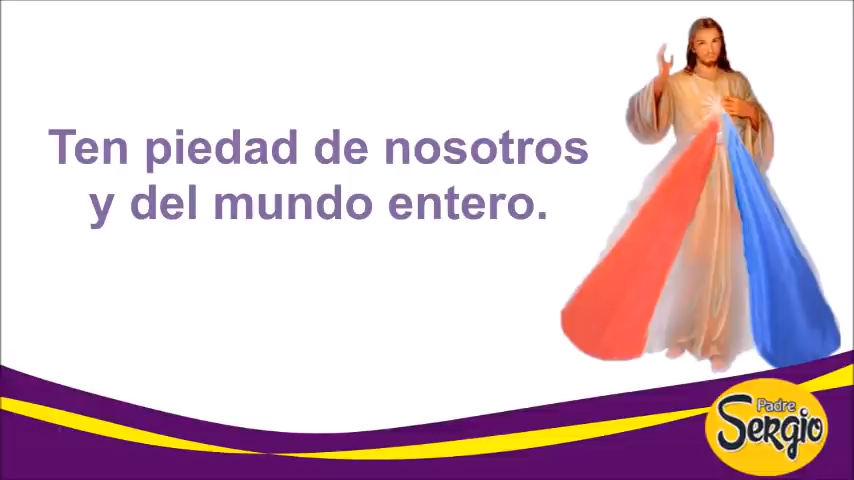 Ten piedad de nosotros
y del mundo entero.
Padre
Sergio